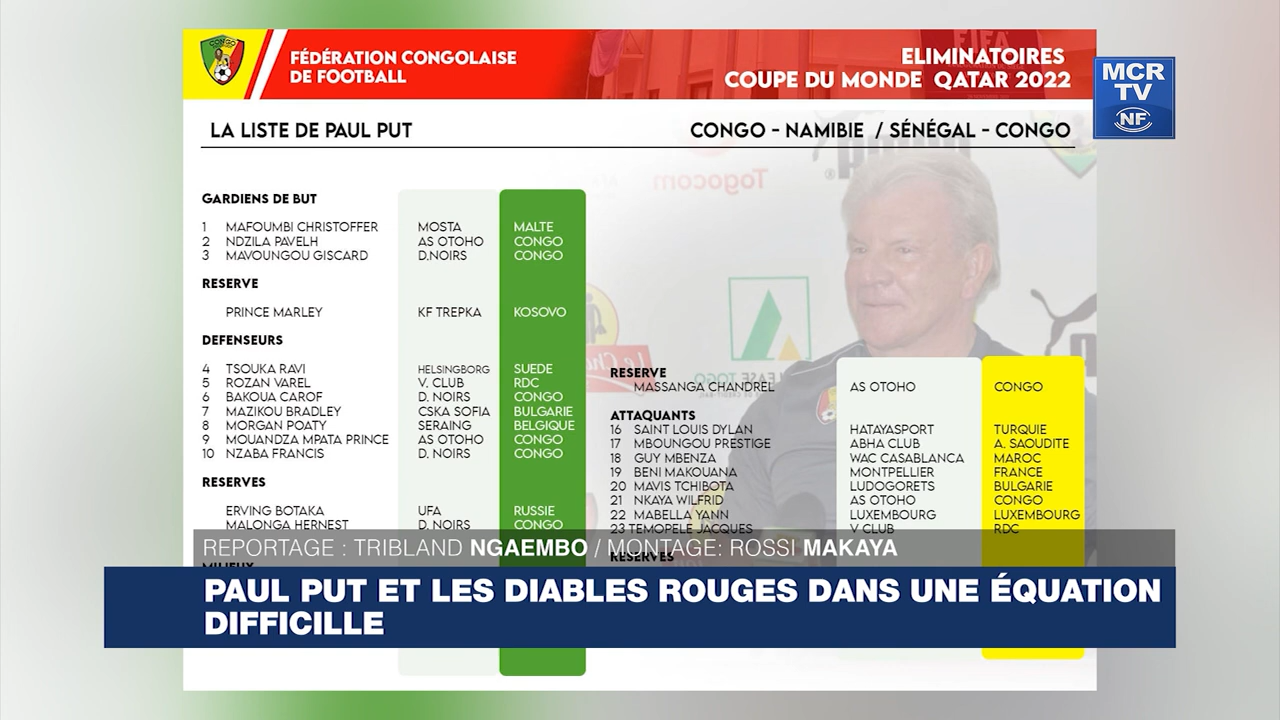 FÉDÉRATION CONGOLAISE
DE FOOTBALL
ELIMINATOIRES
COUPE DU MONDE QATAR 2022
MCR
TV
NF
CONGO
FIFA
LA LISTE DE PAUL PUT
CONGO - NAMIBIE / SÉNÉGAL - CONGO
Togocom
GARDIENS DE BUT
1 MAFOUMBI CHRISTOFFER MOSTA MALTE
2 NDZILA PAVELH AS OTOHO CONGO
3 MAVOUNGOU GISCARD D.NOIRS CONGO
RESERVE
PRINCE MARLEY KF TREPKA KOSOVO
DEFENSEURS
4 TSOUKA RAVI HELSINGBORG SUEDE
5 ROZAN VAREL V. CLUB RDC
6 BAKOUA CAROF D. NOIRS CONGO
7 MAZIKOU BRADLEY CSKA SOFIA BULGARIE
8 MORGAN POATY SERAING BELGIQUE
9 MOUANDZA MPATA PRINCE AS OTOHO CONGO
10 NZABA FRANCIS D. NOIRS CONGO
RESERVES
ERVING BOTAKA UFA RUSSIE
MALONGA HERNEST D. NOIRS CONGO
MILIEUX
RESERVE
MASSANGA CHANDREL AS OTOHO CONGO
ATTAQUANTS
16 SAINT LOUIS DYLAN HATAYASPORT TURQUIE
17 MBOUNGOU PRESTIGE ABHA CLUB A. SAOUDITE
18 GUY MBENZA WAC CASABLANCA MAROC
19 BENI MAKOUANA MONTPELLIER FRANCE
20 MAVIS TCHIBOTA LUDOGORETS BULGARIE
21 NKAYA WILFRID AS OTOHO CONGO
22 MABELLA YANN LUXEMBOURG LUXEMBOURG
23 TEMOPELE JACQUES V CLUB RDC
RESERVES
REPORTAGE : TRIBLAND NGAEMBO / MONTAGE: ROSSI MAKAYA
PAUL PUT ET LES DIABLES ROUGES DANS UNE ÉQUATION
DIFFICILLE